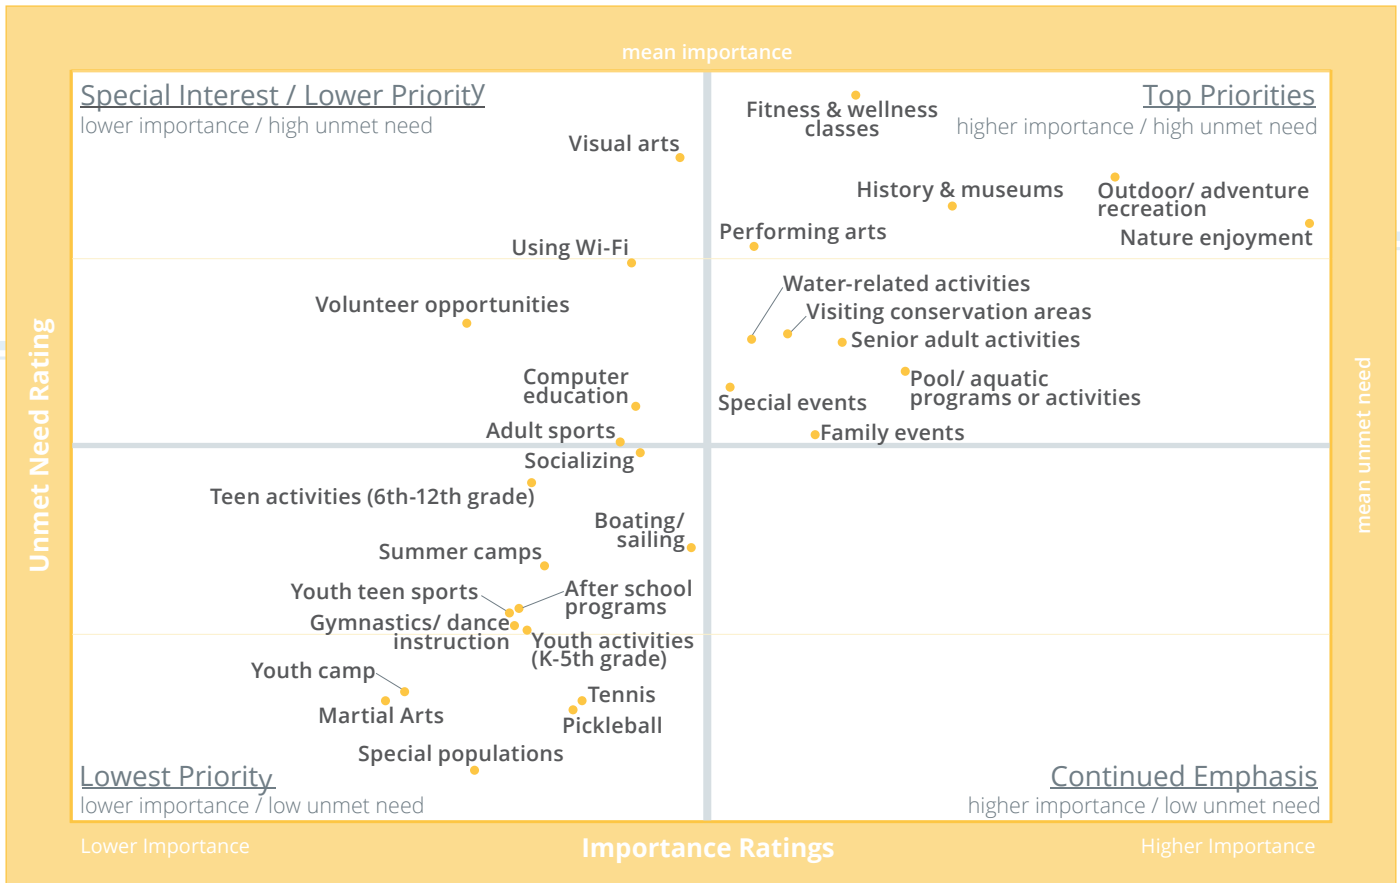 mean importance
Special Interest / Lower Priority
lower importance / high unmet need
Top Priorities
higher importance / high unmet need
Fitness & wellness
classes
Visual arts
History & museums
Outdoor/ adventure
recreation
Performing arts
Nature enjoyment
Using Wi-Fi
Water-related activities
Volunteer opportunities
Visiting conservation areas
Senior adult activities
Computer
education
Pool/ aquatic
programs or activities
Special events
Adult sports
Family events
Socializing
Teen activities (6th-12th grade)
Boating/
sailing
Summer camps
Youth teen sports
After school
programs
Gymnastics/ dance
instruction
Youth activities
(K-5th grade)
Youth camp
Martial Arts
Tennis
Pickleball
Special populations
Lowest Priority
lower importance / low unmet need
Continued Emphasis
higher importance / low unmet need
Unmet Need Rating
mean unmet need
Lower Importance
Importance Ratings
Higher Importance